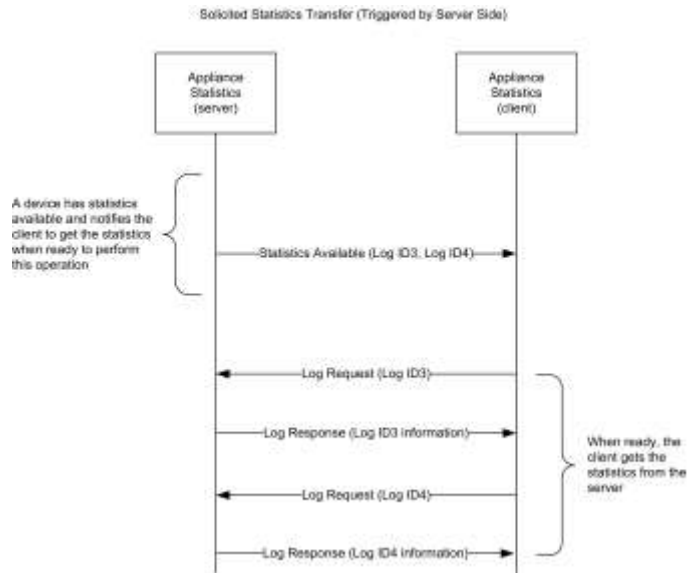 Solicited Statistics Transfer (Triggered by Server Side)
Appliance
Statistics
(server)
Appliance
Statistics
(client)
A device has statistics
available and notifies the
client to get the statistics
when ready to perform
this operation
Statistics Available (Log ID3, Log ID4)
Log Request (Log ID3)
Log Response (Log ID3 information)
Log Request (Log ID4)
Log Response (Log ID4 information)
When ready, the
client gets the
statistics from the
server